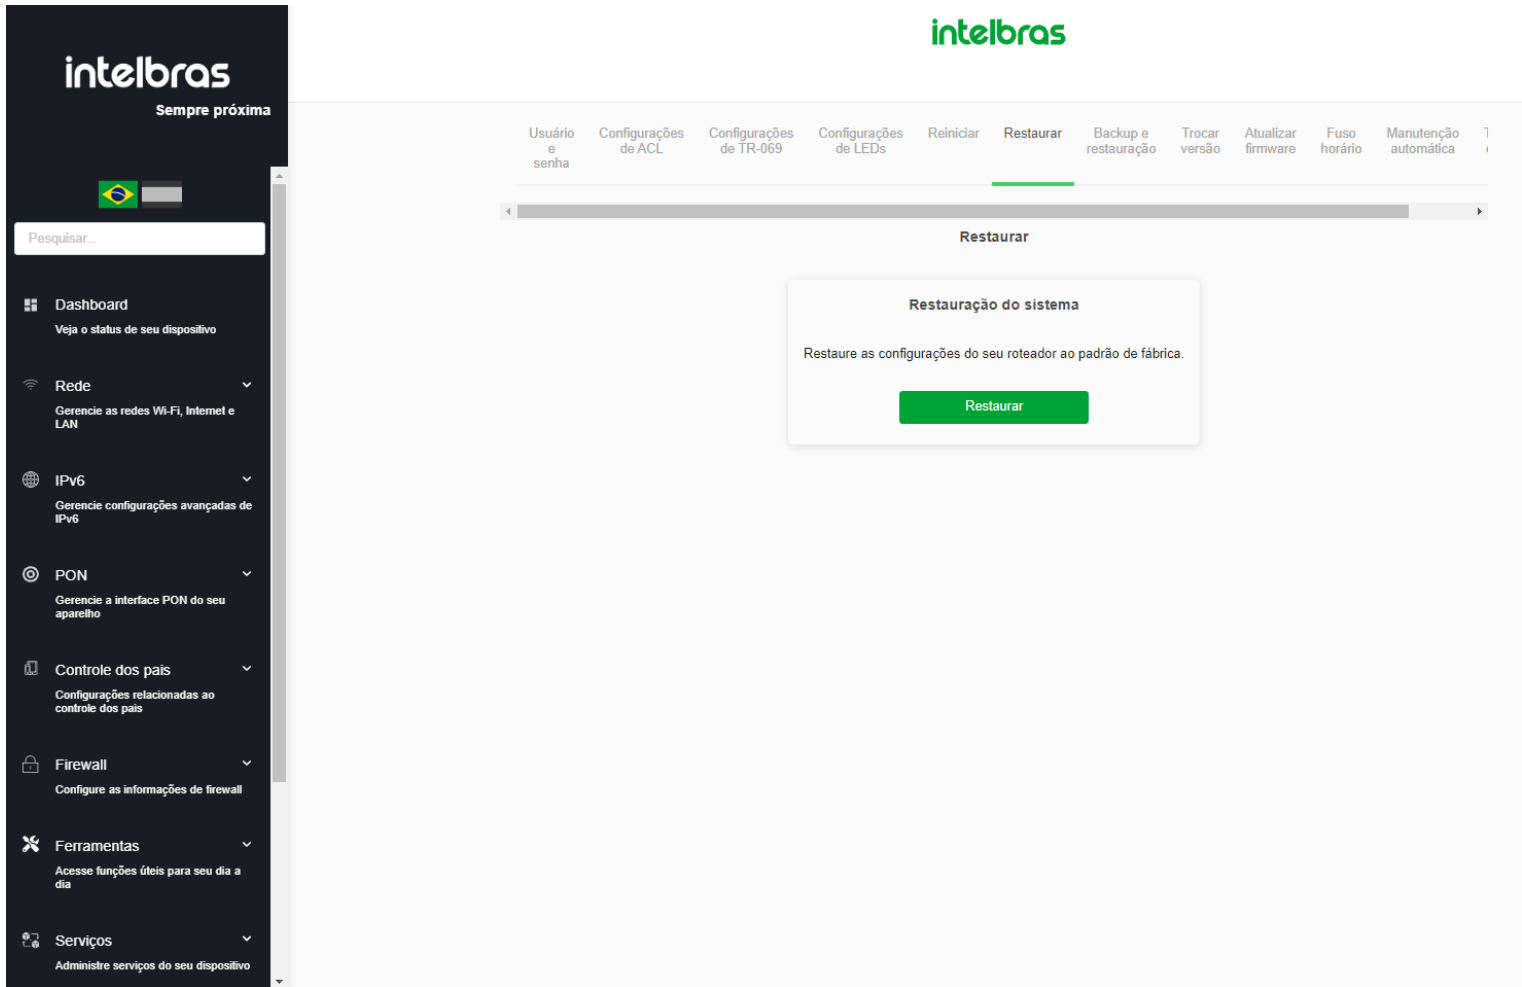 intelbras
Sempre próxima
Pesquisar...
Dashboard
Veja o status de seu dispositivo
Rede
Gerencie as redes Wi-Fi, Internet e
LAN
IPv6
Gerencie configurações avançadas de
IPv6
PON
Gerencie a interface PON do seu
aparelho
Controle dos pais
Configurações relacionadas ao
controle dos pais
Firewall
Configure as informações de firewall
Ferramentas
Acesse funções úteis para seu dia a
dia
Serviços
Administre serviços do seu dispositivo
intelbras
Usuário
e
senha
Configurações
de ACL
Configurações
de TR-069
Configurações
de LEDs
Reiniciar
Restaurar
Backup e
restauração
Trocar
versão
Atualizar
firmware
Fuso
horário
Manutenção
automática
Restaurar
Restauração do sistema
Restaure as configurações do seu roteador ao padrão de fábrica.
Restaurar